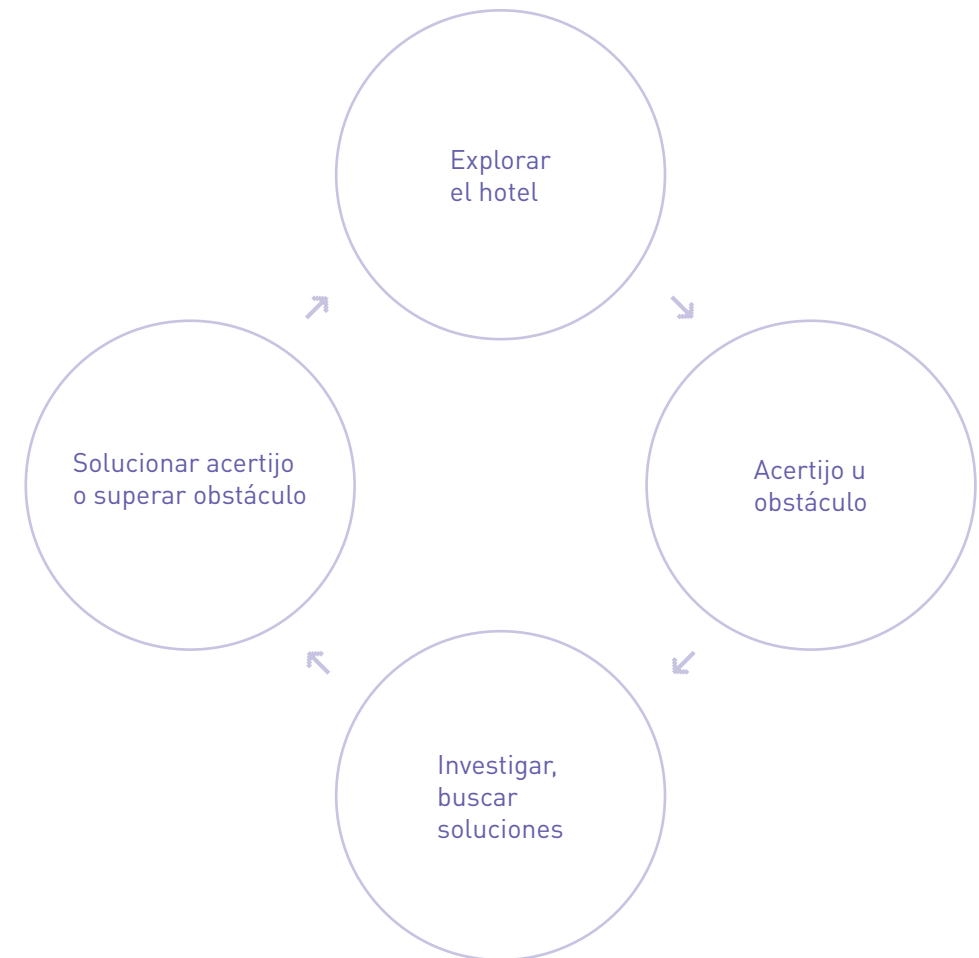 Explorar
el hotel
Solucionar acertijo
o superar obstáculo
Acertijo u
obstáculo
Investigar,
buscar
soluciones